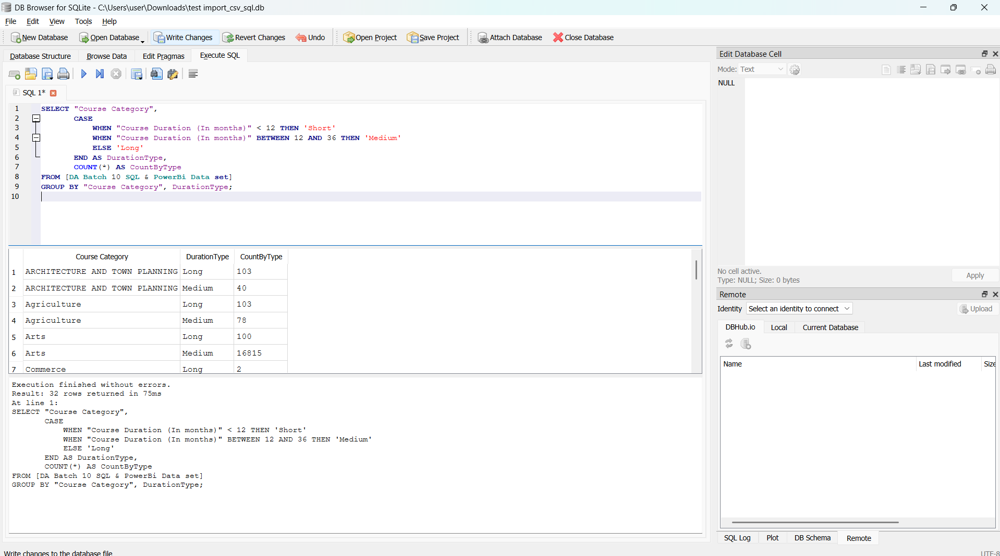 DB Browser for SQLite - C:\Users\user\Downloads\test import_csv_sql.db
File Edit View Tools Help
New Database Open Database Write Changes Revert Changes Undo Open Project Save Project Attach Database Close Database
Database Structure Browse Data Edit Pragmas Execute SQL
SQL 1*
1 SELECT "Course Category",
2 CASE
3 WHEN "Course Duration (In months)" < 12 THEN 'Short'
4 WHEN "Course Duration (In months)" BETWEEN 12 AND 36 THEN 'Medium'
5 ELSE 'Long'
6 END AS DurationType,
7 COUNT(*) AS CountByType
8 FROM [DA Batch 10 SQL & PowerBi Data set]
9 GROUP BY "Course Category", DurationType;
10
Course Category DurationType CountByType
1 ARCHITECTURE AND TOWN PLANNING Long 103
2 ARCHITECTURE AND TOWN PLANNING Medium 40
3 Agriculture Long 103
4 Agriculture Medium 78
5 Arts Long 100
6 Arts Medium 16815
7 Commerce Long 2
Execution finished without errors.
Result: 32 rows returned in 75ms
At line 1:
SELECT "Course Category",
CASE
WHEN "Course Duration (In months)" < 12 THEN 'Short'
WHEN "Course Duration (In months)" BETWEEN 12 AND 36 THEN 'Medium'
ELSE 'Long'
END AS DurationType,
COUNT(*) AS CountByType
FROM [DA Batch 10 SQL & PowerBi Data set]
GROUP BY "Course Category", DurationType;
Edit Database Cell
Mode: Text
NULL
No cell active.
Type: NULL; Size: 0 bytes
Apply
Remote
Identity Select an identity to connect Upload
DBHub.io Local Current Database
Name Last modified Size
SQL Log Plot DB Schema Remote
Write changes to the database file
UTF-8